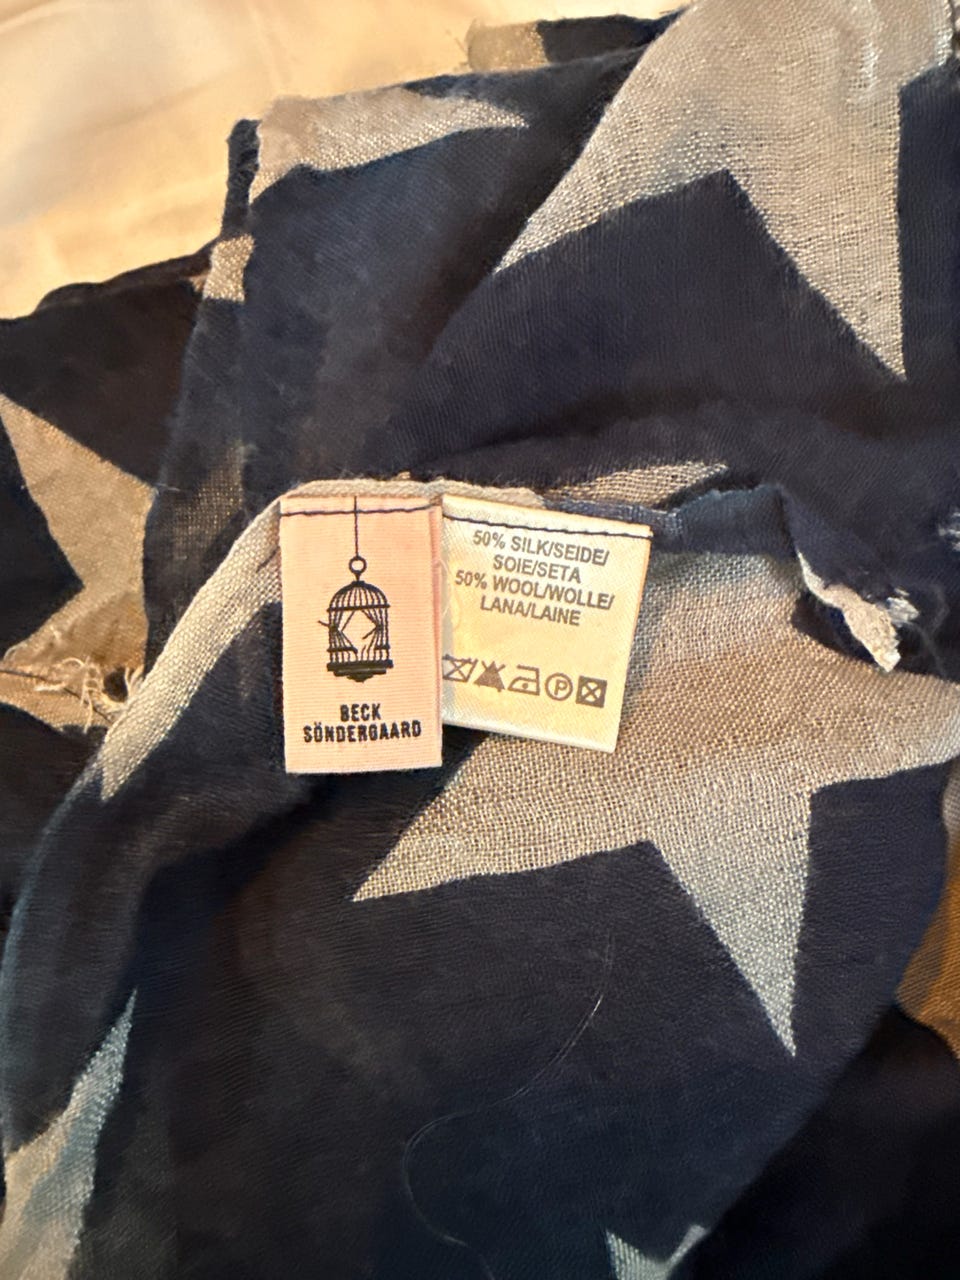 BECK
SÖNDERGAARD
50% SILK/SEIDE/
SOIE/SETA
50% WOOL/WOLLE/
LANA/LAINE
P